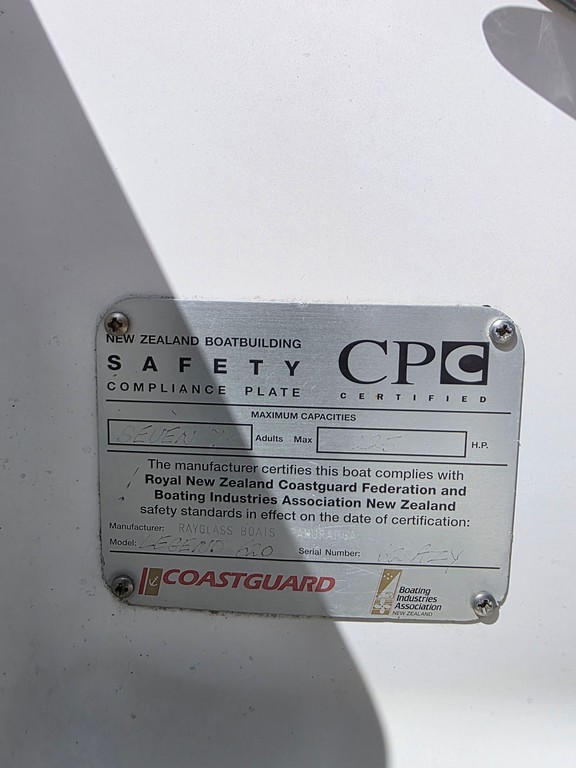 NEW ZEALAND BOATBUILDING
SAFETY
COMPLIANCE PLATE
CPC
CERTIFIED
MAXIMUM CAPACITIES
SEVEN Adults Max H.P.
The manufacturer certifies this boat complies with
Royal New Zealand Coastguard Federation and
Boating Industries Association New Zealand
safety standards in effect on the date of certification:
Manufacturer: RAYGLASS BOATS
Model: LEGEND Serial Number:
COASTGUARD
Boating
Industries
Association
NEW ZEALAND